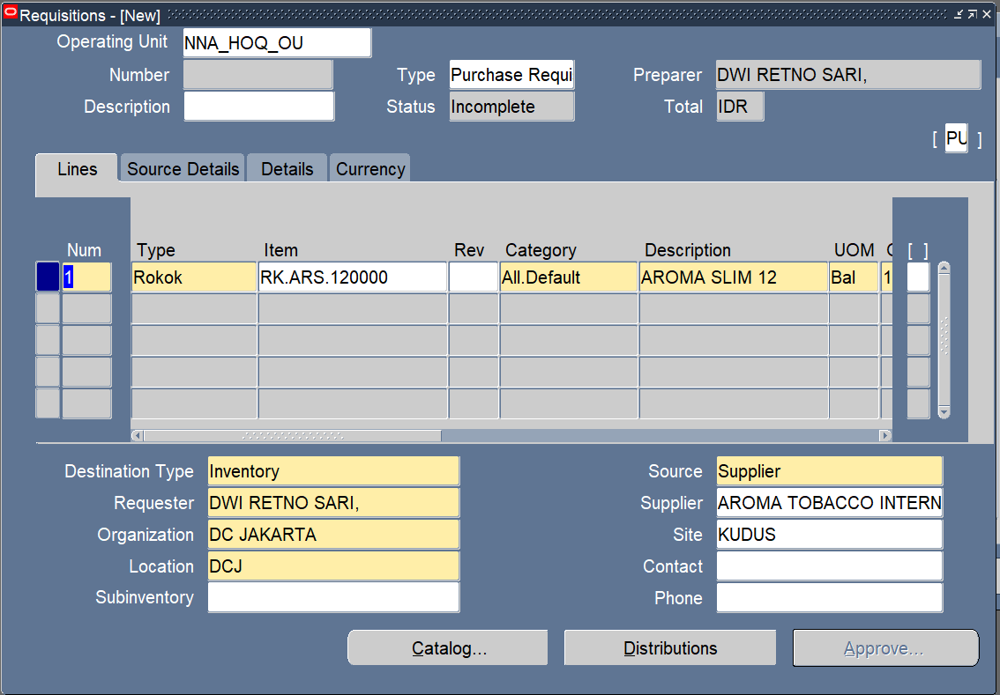 Requisitions - [New]
Operating Unit NNA_HOQ_OU
Number Type Purchase Requi Preparer DWI RETNO SARI,
Description Status Incomplete Total IDR
[ PU ]
Lines Source Details Details Currency
Num Type Item Rev Category Description UOM [ ]
1 Rokok RK.ARS.120000 All.Default AROMA SLIM 12 Bal 1
Destination Type Inventory Source Supplier
Requester DWI RETNO SARI, Supplier AROMA TOBACCO INTERN
Organization DC JAKARTA Site KUDUS
Location DCJ Contact
Subinventory Phone
Catalog... Distributions Approve...